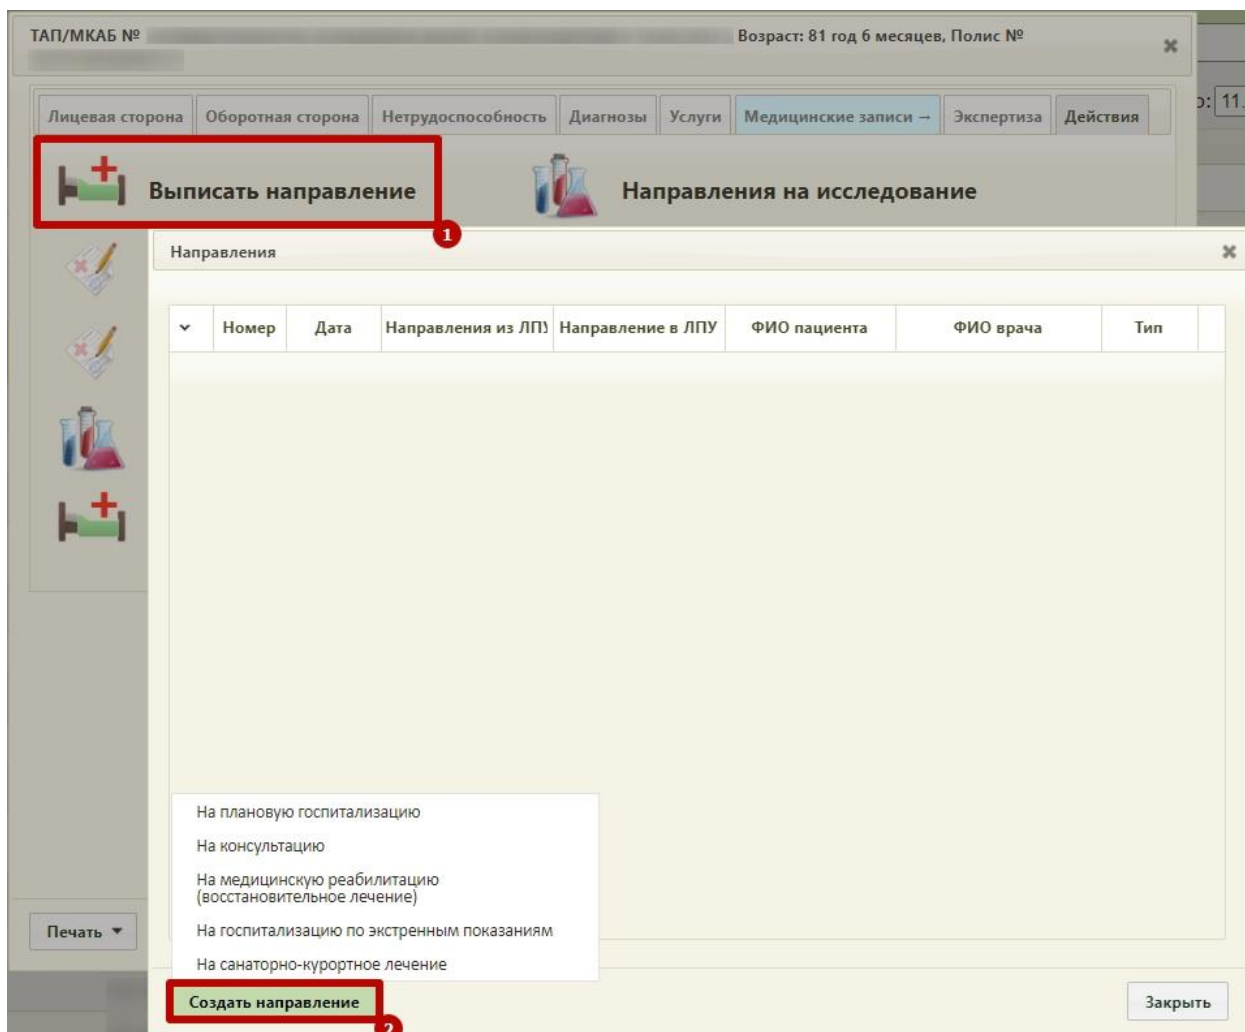 ТАП/МКАБ № Возраст: 81 год 6 месяцев, Полис №
Лицевая сторона Оборотная сторона Нетрудоспособность Диагнозы Услуги Медицинские записи → Экспертиза Действия
о: 11.
Выписать направление Направления на исследование
1
Направления
Номер Дата Направления из ЛПУ Направление в ЛПУ ФИО пациента ФИО врача Тип
На плановую госпитализацию
На консультацию
На медицинскую реабилитацию
(восстановительное лечение)
На госпитализацию по экстренным показаниям
На санаторно-курортное лечение
Печать
Создать направление Закрыть
2